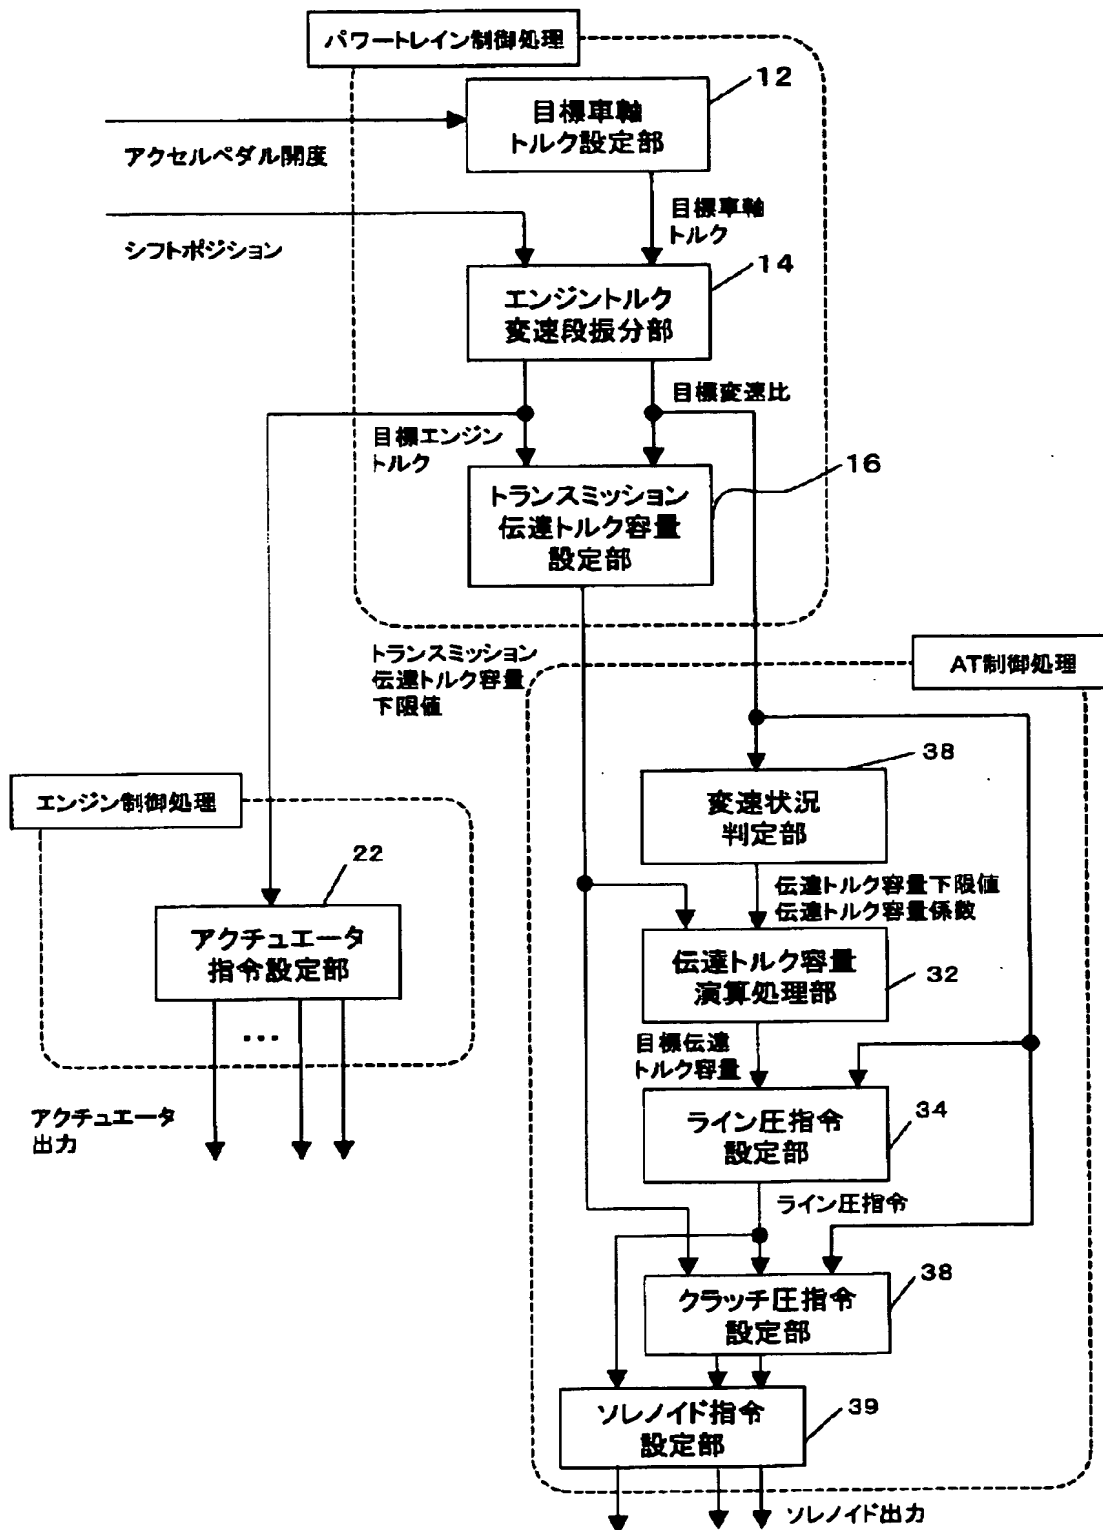 パワートレイン制御処理
12
目標車軸
トルク設定部
アクセルペダル開度
目標車軸
トルク
シフトポジション
14
エンジントルク
変速段振分部
目標変速比
目標エンジン
トルク
16
トランスミッション
伝達トルク容量
設定部
トランスミッション
伝達トルク容量
下限値
AT制御処理
38
変速状況
判定部
エンジン制御処理
22
アクチュエータ
指令設定部
...
アクチュエータ
出力
伝達トルク容量下限値
伝達トルク容量係数
伝達トルク容量
演算処理部
32
目標伝達
トルク容量
ライン圧指令
設定部
34
ライン圧指令
クラッチ圧指令
設定部
38
ソレノイド指令
設定部
39
ソレノイド出力